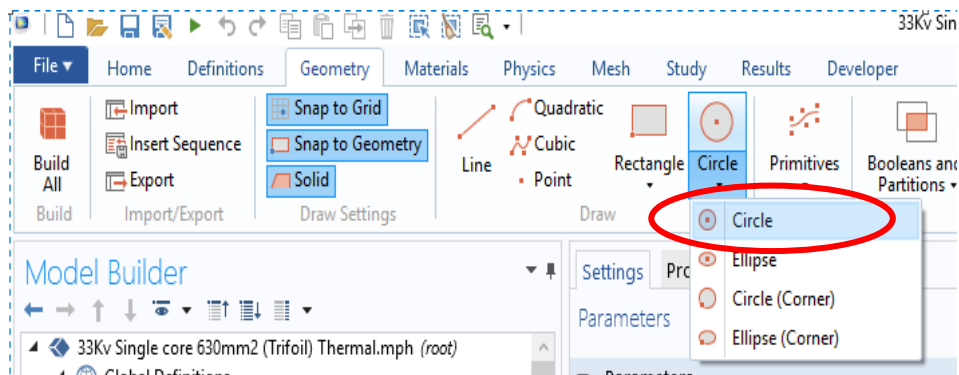 33Kv Sin
File Home Definitions Geometry Materials Physics Mesh Study Results Developer
Import
Insert Sequence
Export
Build
All
Build
Import/Export
Snap to Grid
Snap to Geometry
Solid
Draw Settings
Line
Quadratic
Cubic
Point
Rectangle
Circle
Draw
Primitives
Booleans and
Partitions
Circle
Ellipse
Circle (Corner)
Ellipse (Corner)
Model Builder
33Kv Single core 630mm2 (Trifoil) Thermal.mph (root)
Global Definitions
Settings
Parameters
Parameters